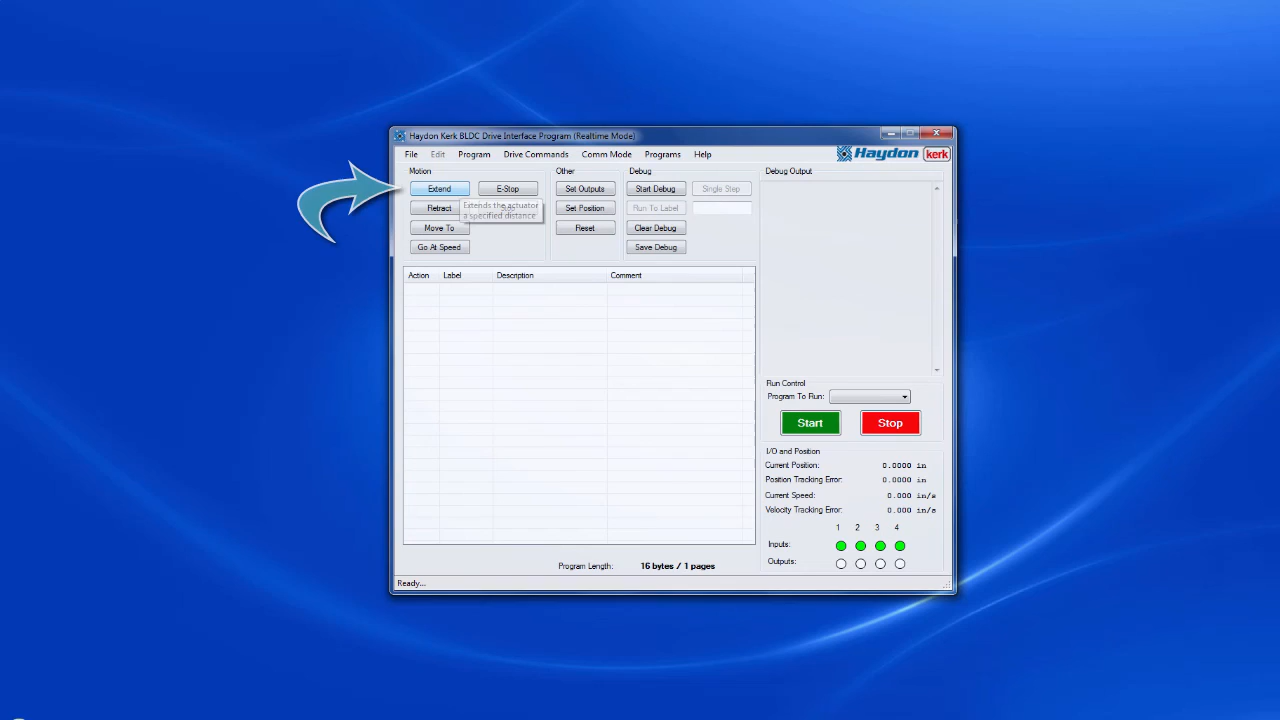 Haydon Kerk BLDC Drive Interface Program (Realtime Mode)
File Edit Program Drive Commands Comm Mode Programs Help
Haydon kerk
Motion
Extend E-Stop
Retract
Extends the actuator
a specified distance
Move To
Go At Speed
Other
Set Outputs
Set Position
Reset
Debug
Start Debug Single Step
Run To Label
Clear Debug
Save Debug
Debug Output
Action Label Description Comment
Program Length: 16 bytes / 1 pages
Run Control
Program To Run:
Start Stop
I/O and Position
Current Position: 0.0000 in
Position Tracking Error: 0.0000 in
Current Speed: 0.000 in/s
Velocity Tracking Error: 0.000 in/s
1 2 3 4
Inputs:
Outputs:
Ready...